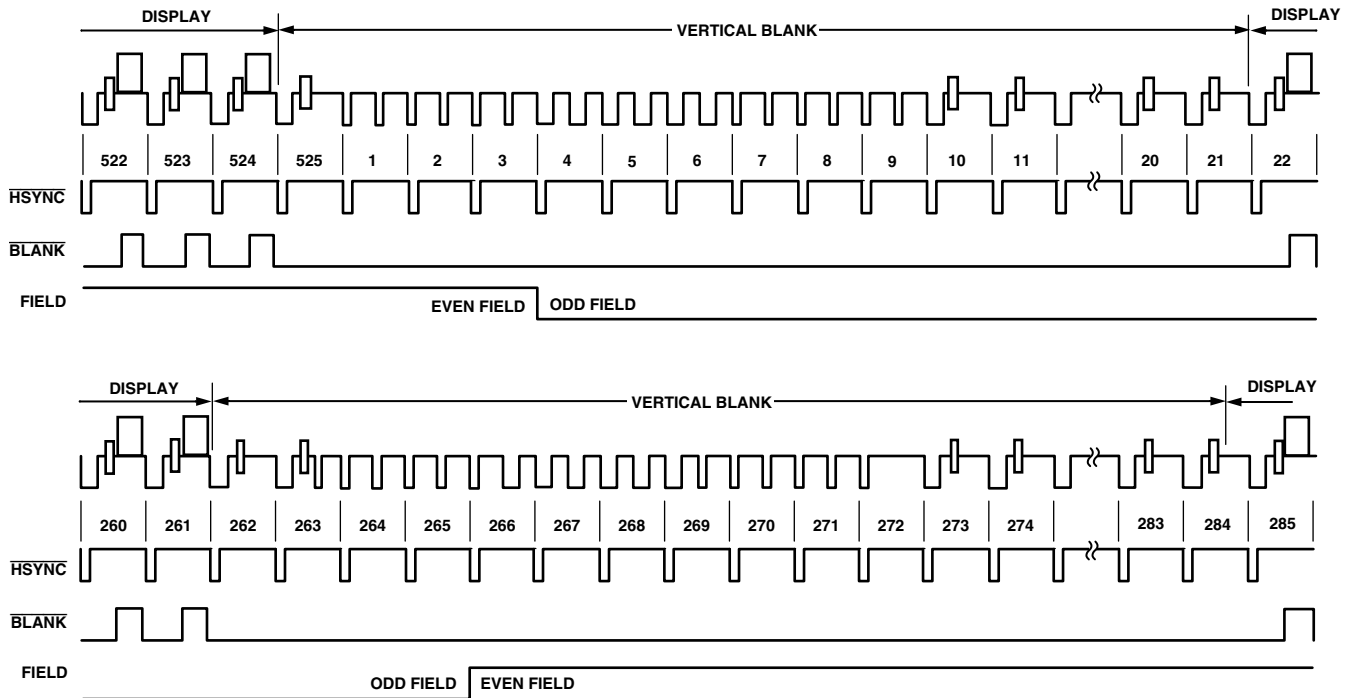 DISPLAY VERTICAL BLANK DISPLAY
522 523 524 525 1 2 3 4 5 6 7 8 9 10 11 20 21 22
HSYNC
BLANK
FIELD EVEN FIELD ODD FIELD
DISPLAY VERTICAL BLANK DISPLAY
260 261 262 263 264 265 266 267 268 269 270 271 272 273 274 283 284 285
HSYNC
BLANK
FIELD ODD FIELD EVEN FIELD